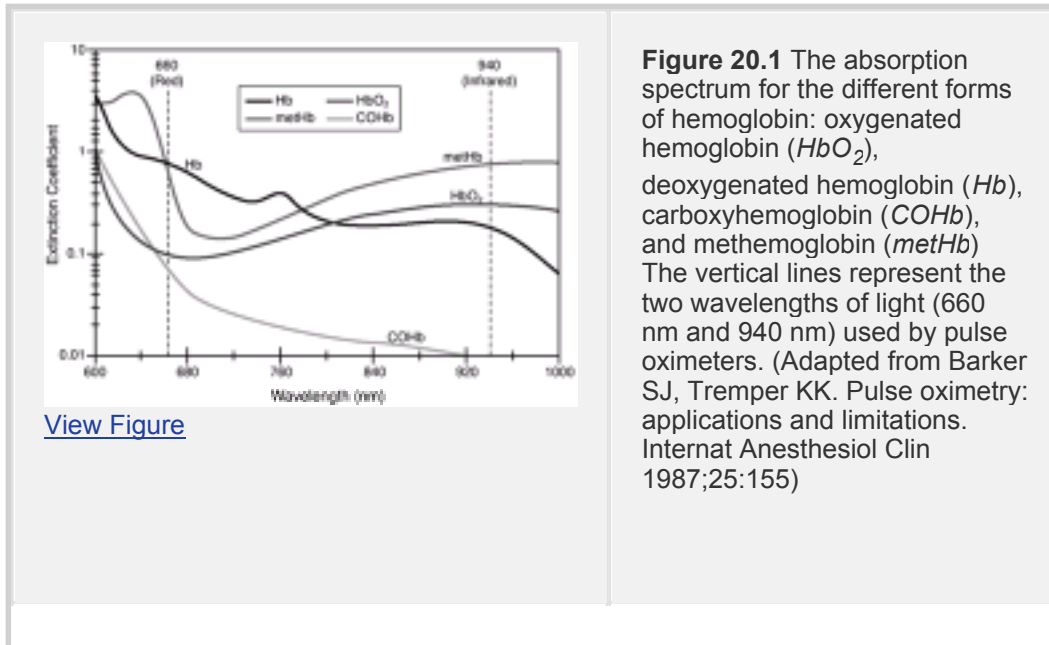 10
660
(Red)
940
(Infrared)
Hb
HbO₂
metHb
COHb
1
Hb
metHb
HbO₂
Extinction Coefficient
0.1
COHb
0.01
600
680
760
840
920
1000
Wavelength (nm)
View Figure
Figure 20.1 The absorption
spectrum for the different forms
of hemoglobin: oxygenated
hemoglobin (HbO₂),
deoxygenated hemoglobin (Hb),
carboxyhemoglobin (COHb),
and methemoglobin (metHb)
The vertical lines represent the
two wavelengths of light (660
nm and 940 nm) used by pulse
oximeters. (Adapted from Barker
SJ, Tremper KK. Pulse oximetry:
applications and limitations.
Internat Anesthesiol Clin
1987;25:155)